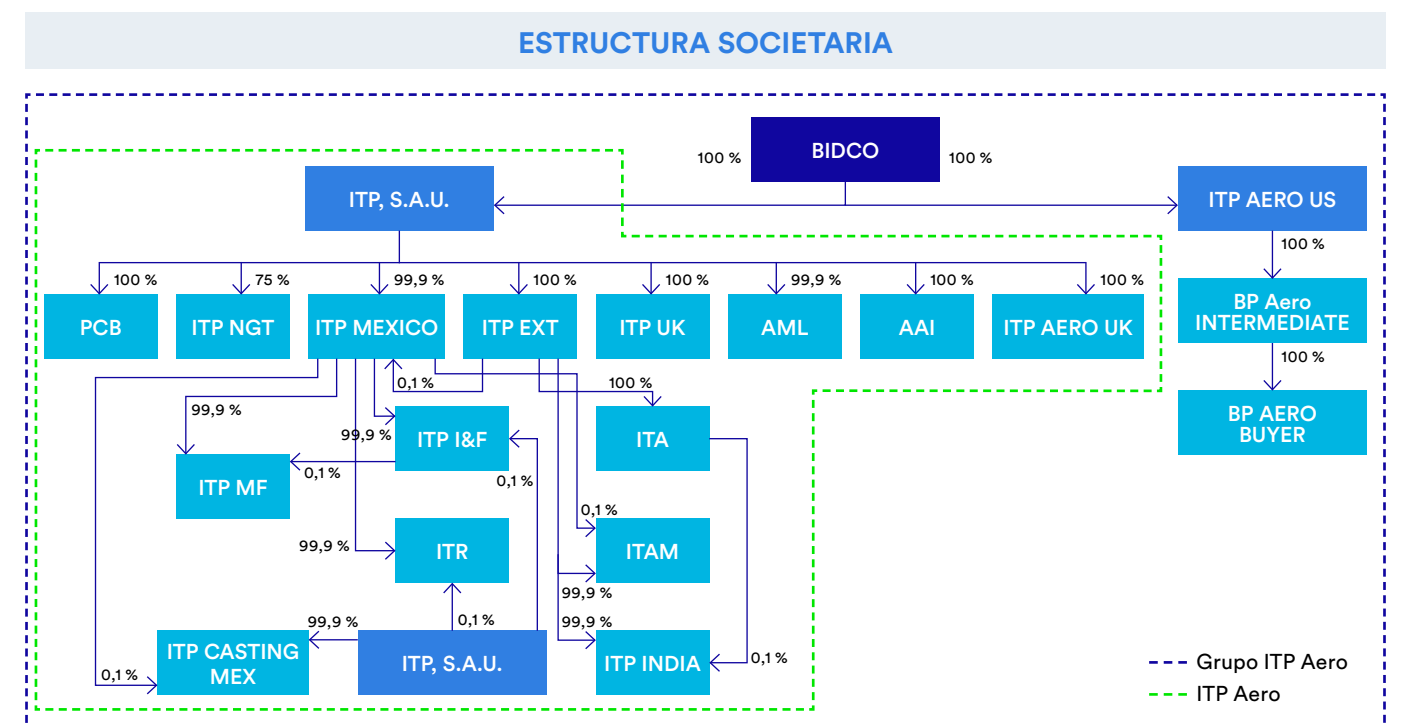 ESTRUCTURA SOCIETARIA
BIDCO
100 %
100 %
ITP, S.A.U.
ITP AERO US
100 %
100 %
75 %
99,9 %
100 %
100 %
99,9 %
100 %
100 %
PCB
ITP NGT
ITP MEXICO
ITP EXT
ITP UK
AML
AAI
ITP AERO UK
BP Aero
INTERMEDIATE
100 %
0,1 %
100 %
99,9 %
99,9 %
ITP I&F
ITA
BP AERO
BUYER
0,1 %
0,1 %
ITP MF
0,1 %
99,9 %
ITR
ITAM
99,9 %
99,9 %
0,1 %
99,9 %
ITP CASTING
MEX
ITP, S.A.U.
ITP INDIA
0,1 %
0,1 %
Grupo ITP Aero
ITP Aero